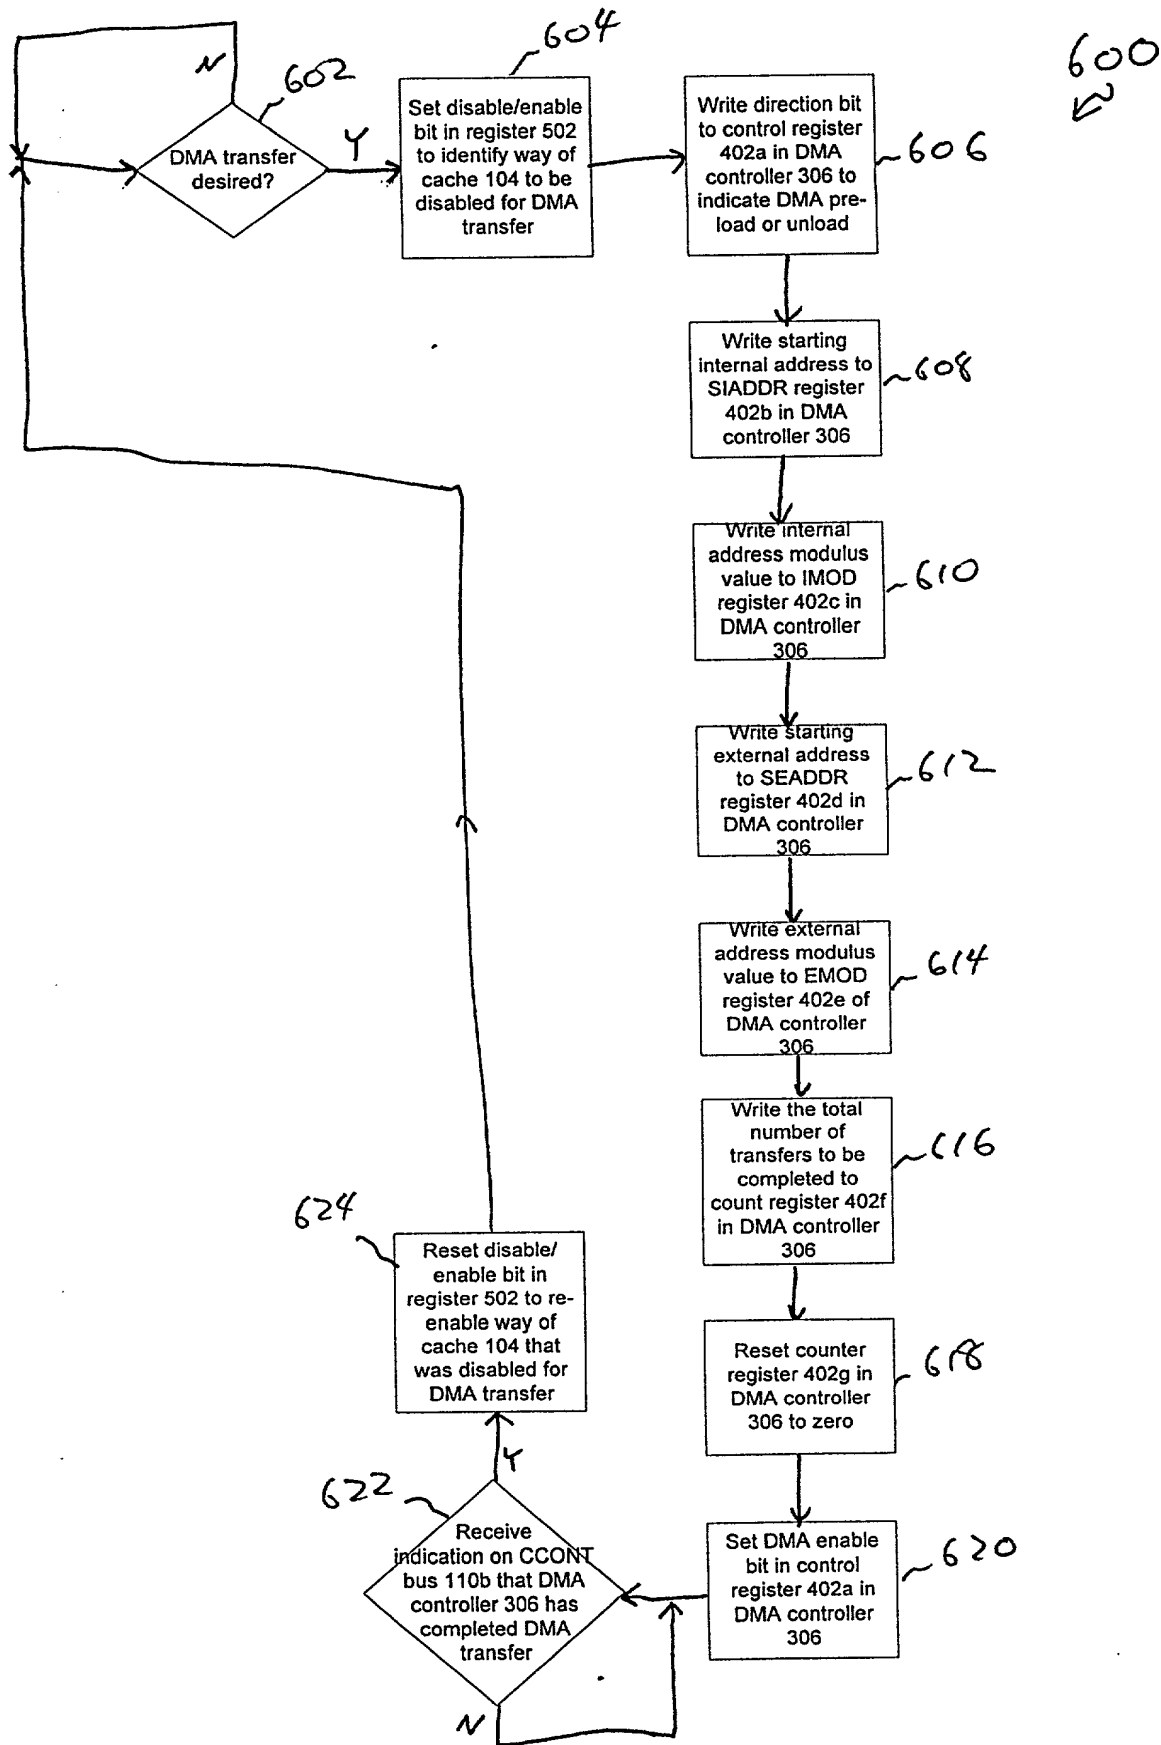 600
N
602
DMA transfer
desired?
Y
604
Set disable/enable
bit in register 502
to identify way of
cache 104 to be
disabled for DMA
transfer
Write direction bit
to control register
402a in DMA
controller 306 to
indicate DMA pre-
load or unload
606
Write starting
internal address to
SIADDR register
402b in DMA
controller 306
608
Write internal
address modulus
value to IMOD
register 402c in
DMA controller
306
610
Write starting
external address
to SEADDR
register 402d in
DMA controller
306
612
Write external
address modulus
value to EMOD
register 402e of
DMA controller
306
614
Write the total
number of
transfers to be
completed to
count register 402f
in DMA controller
306
616
Reset counter
register 402g in
DMA controller
306 to zero
618
Set DMA enable
bit in control
register 402a in
DMA controller
306
620
622
Receive
indication on CCONT
bus 110b that DMA
controller 306 has
completed DMA
transfer
N
Y
624
Reset disable/
enable bit in
register 502 to re-
enable way of
cache 104 that
was disabled for
DMA transfer